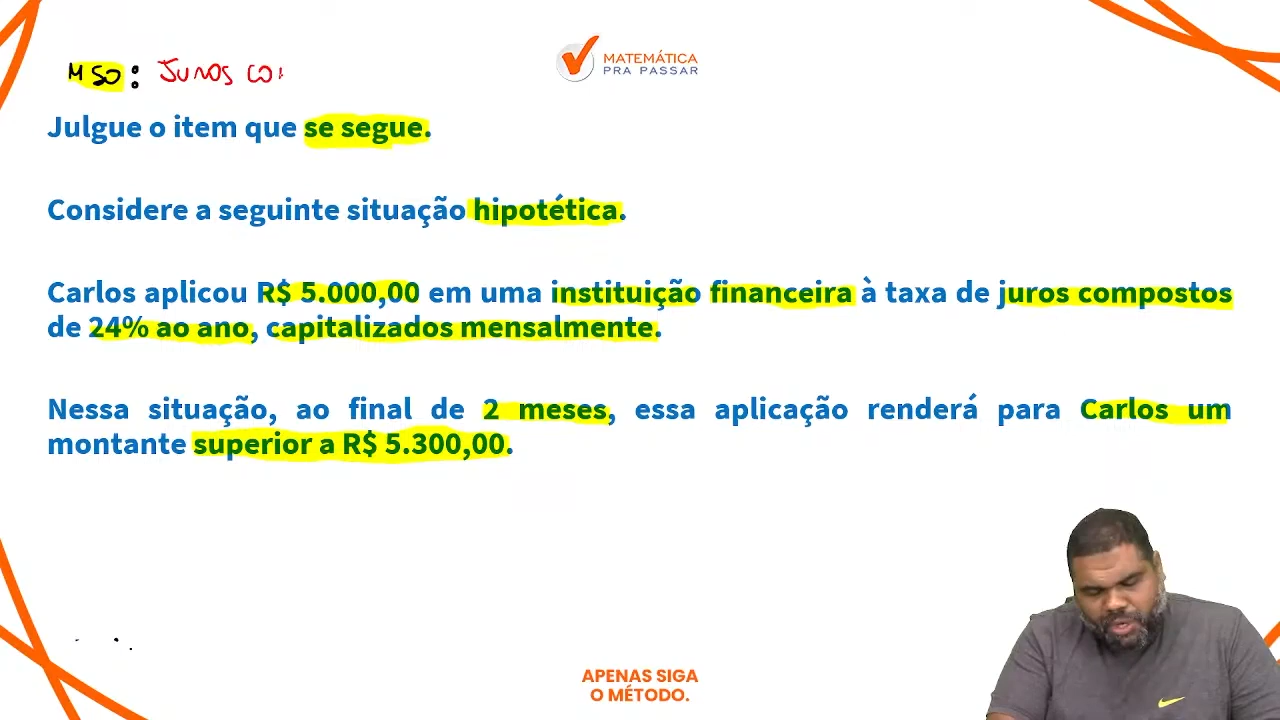 MSO: JUROS CO
MATEMÁTICA
PRA PASSAR
Julgue o item que se segue.
Considere a seguinte situação hipotética.
Carlos aplicou R$ 5.000,00 em uma instituição financeira à taxa de juros compostos
de 24% ao ano, capitalizados mensalmente.
Nessa situação, ao final de 2 meses, essa aplicação renderá para Carlos um
montante superior a R$ 5.300,00.
APENAS SIGA
O MÉTODO.